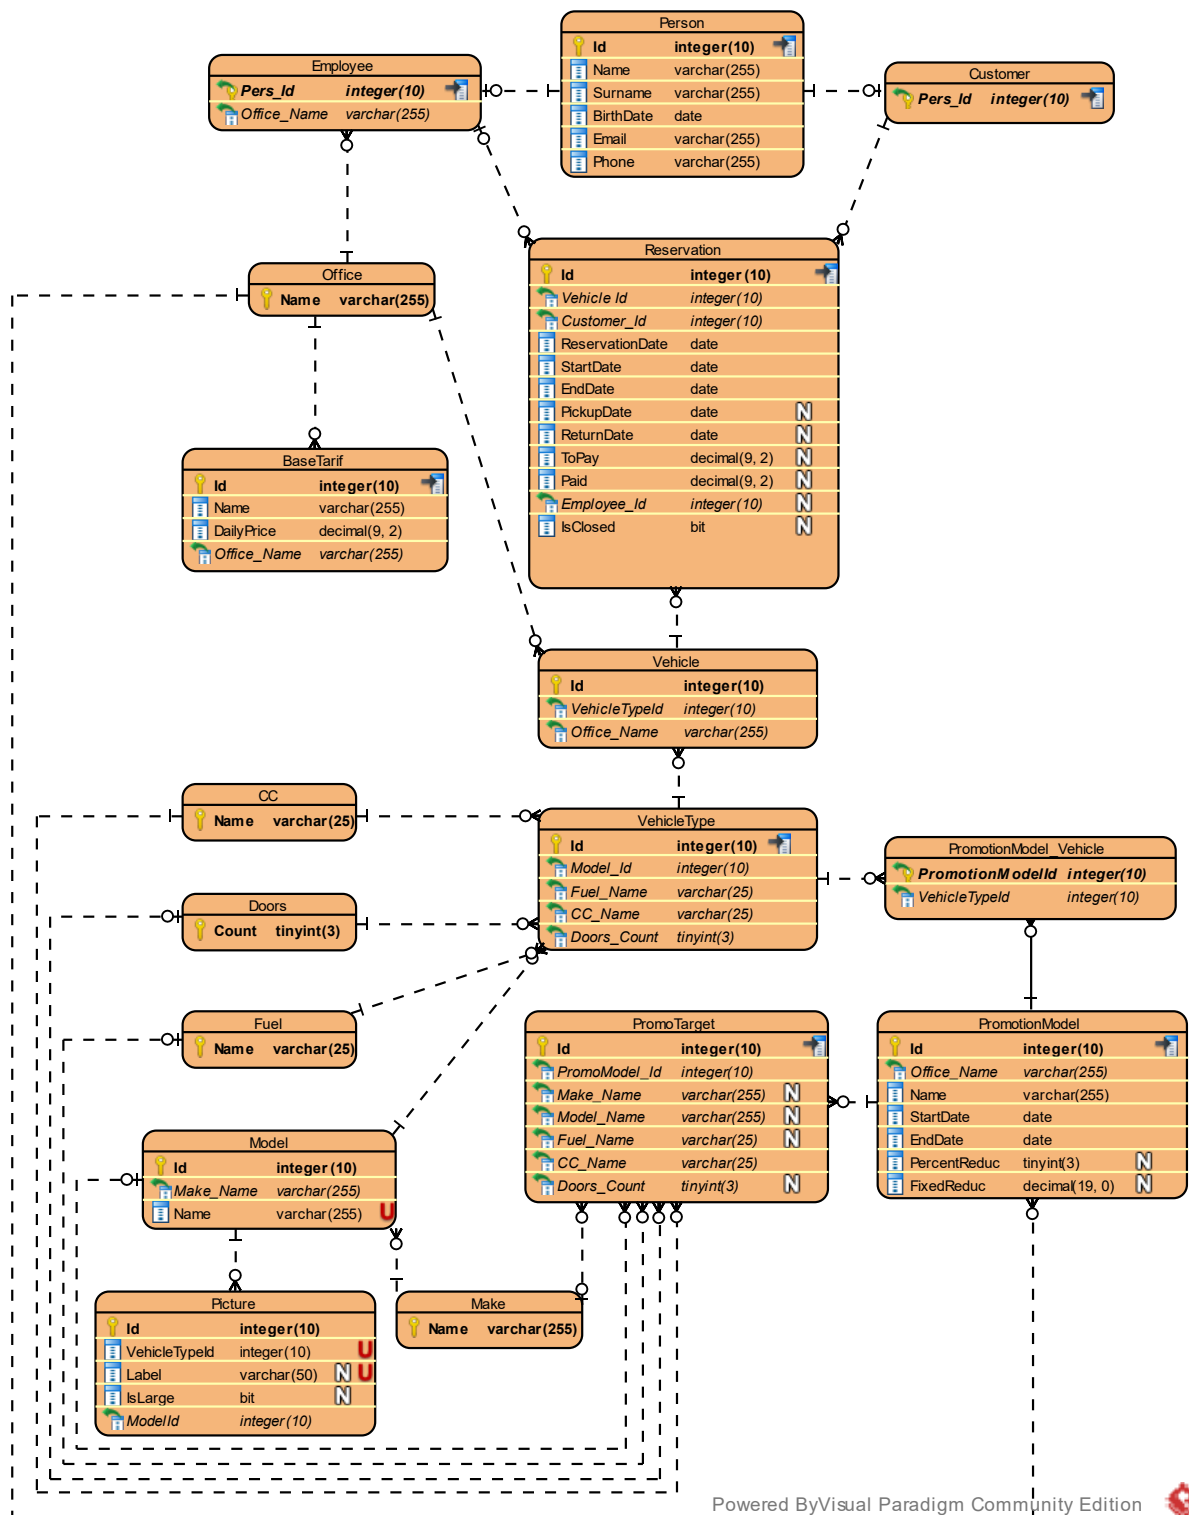 Person
Id integer(10)
Name varchar(255)
Surname varchar(255)
BirthDate date
Email varchar(255)
Phone varchar(255)
Employee
Pers_Id integer(10)
Office_Name varchar(255)
Customer
Pers_Id integer(10)
Reservation
Id integer(10)
Vehicle Id integer(10)
Customer_Id integer(10)
ReservationDate date
StartDate date
EndDate date
PickupDate date N
ReturnDate date N
ToPay decimal(9, 2) N
Paid decimal(9, 2) N
Employee_Id integer(10) N
IsClosed bit N
Office
Name varchar(255)
BaseTarif
Id integer(10)
Name varchar(255)
DailyPrice decimal(9, 2)
Office_Name varchar(255)
Vehicle
Id integer(10)
VehicleTypeId integer(10)
Office_Name varchar(255)
CC
Name varchar(25)
VehicleType
Id integer(10)
Model_Id integer(10)
Fuel_Name varchar(25)
CC_Name varchar(25)
Doors_Count tinyint(3)
PromotionModel_Vehicle
PromotionModelId integer(10)
VehicleTypeId integer(10)
Doors
Count tinyint(3)
Fuel
Name varchar(25)
PromoTarget
Id integer(10)
PromoModel_Id integer(10)
Make_Name varchar(255) N
Model_Name varchar(255) N
Fuel_Name varchar(25) N
CC_Name varchar(25)
Doors_Count tinyint(3) N
PromotionModel
Id integer(10)
Office_Name varchar(255)
Name varchar(255)
StartDate date
EndDate date
PercentReduc tinyint(3) N
FixedReduc decimal(19, 0) N
Model
Id integer(10)
Make_Name varchar(255)
Name varchar(255) U
Picture
Id integer(10)
VehicleTypeId integer(10) U
Label varchar(50) N U
IsLarge bit N
ModelId integer(10)
Make
Name varchar(255)
Powered ByVisual Paradigm Community Edition